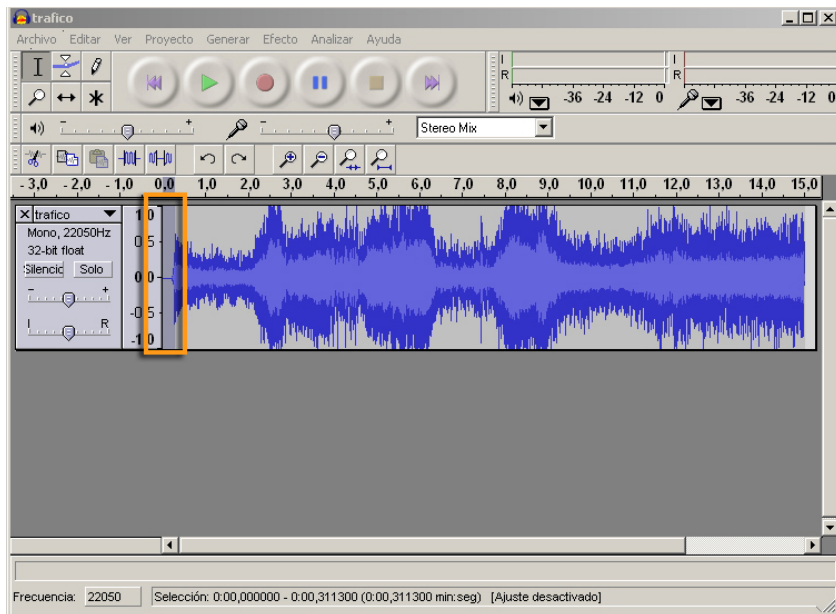 trafico
Archivo Editar Ver Proyecto Generar Efecto Analizar Ayuda
I
R
-36 -24 -12 0
I
R
-36 -24 -12 0
- +
- +
Stereo Mix
- 3,0 - 2,0 - 1,0 0,0 1,0 2,0 3,0 4,0 5,0 6,0 7,0 8,0 9,0 10,0 11,0 12,0 13,0 14,0 15,0
trafico
Mono, 22050Hz
32-bit float
Silencic Solo
- +
I R
1,0
0,5 -
0,0 -
-0,5 -
-1,0
Frecuencia: 22050 Selección: 0:00,000000 - 0:00,311300 (0:00,311300 min:seg) [Ajuste desactivado]